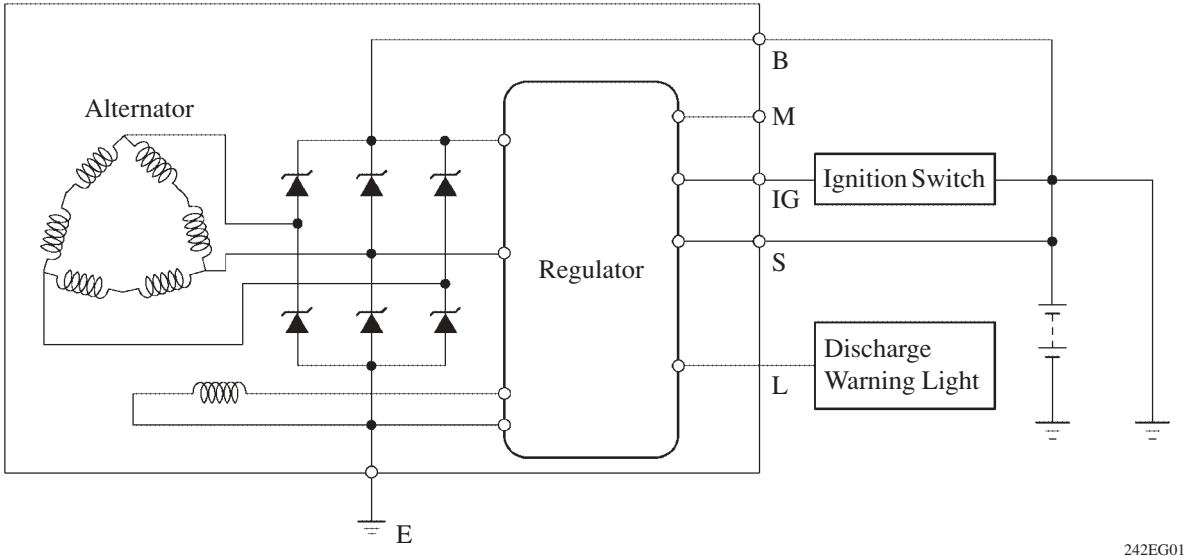 B
Alternator
M
Ignition Switch
IG
S
Regulator
Discharge
Warning Light
L
E
242EG01